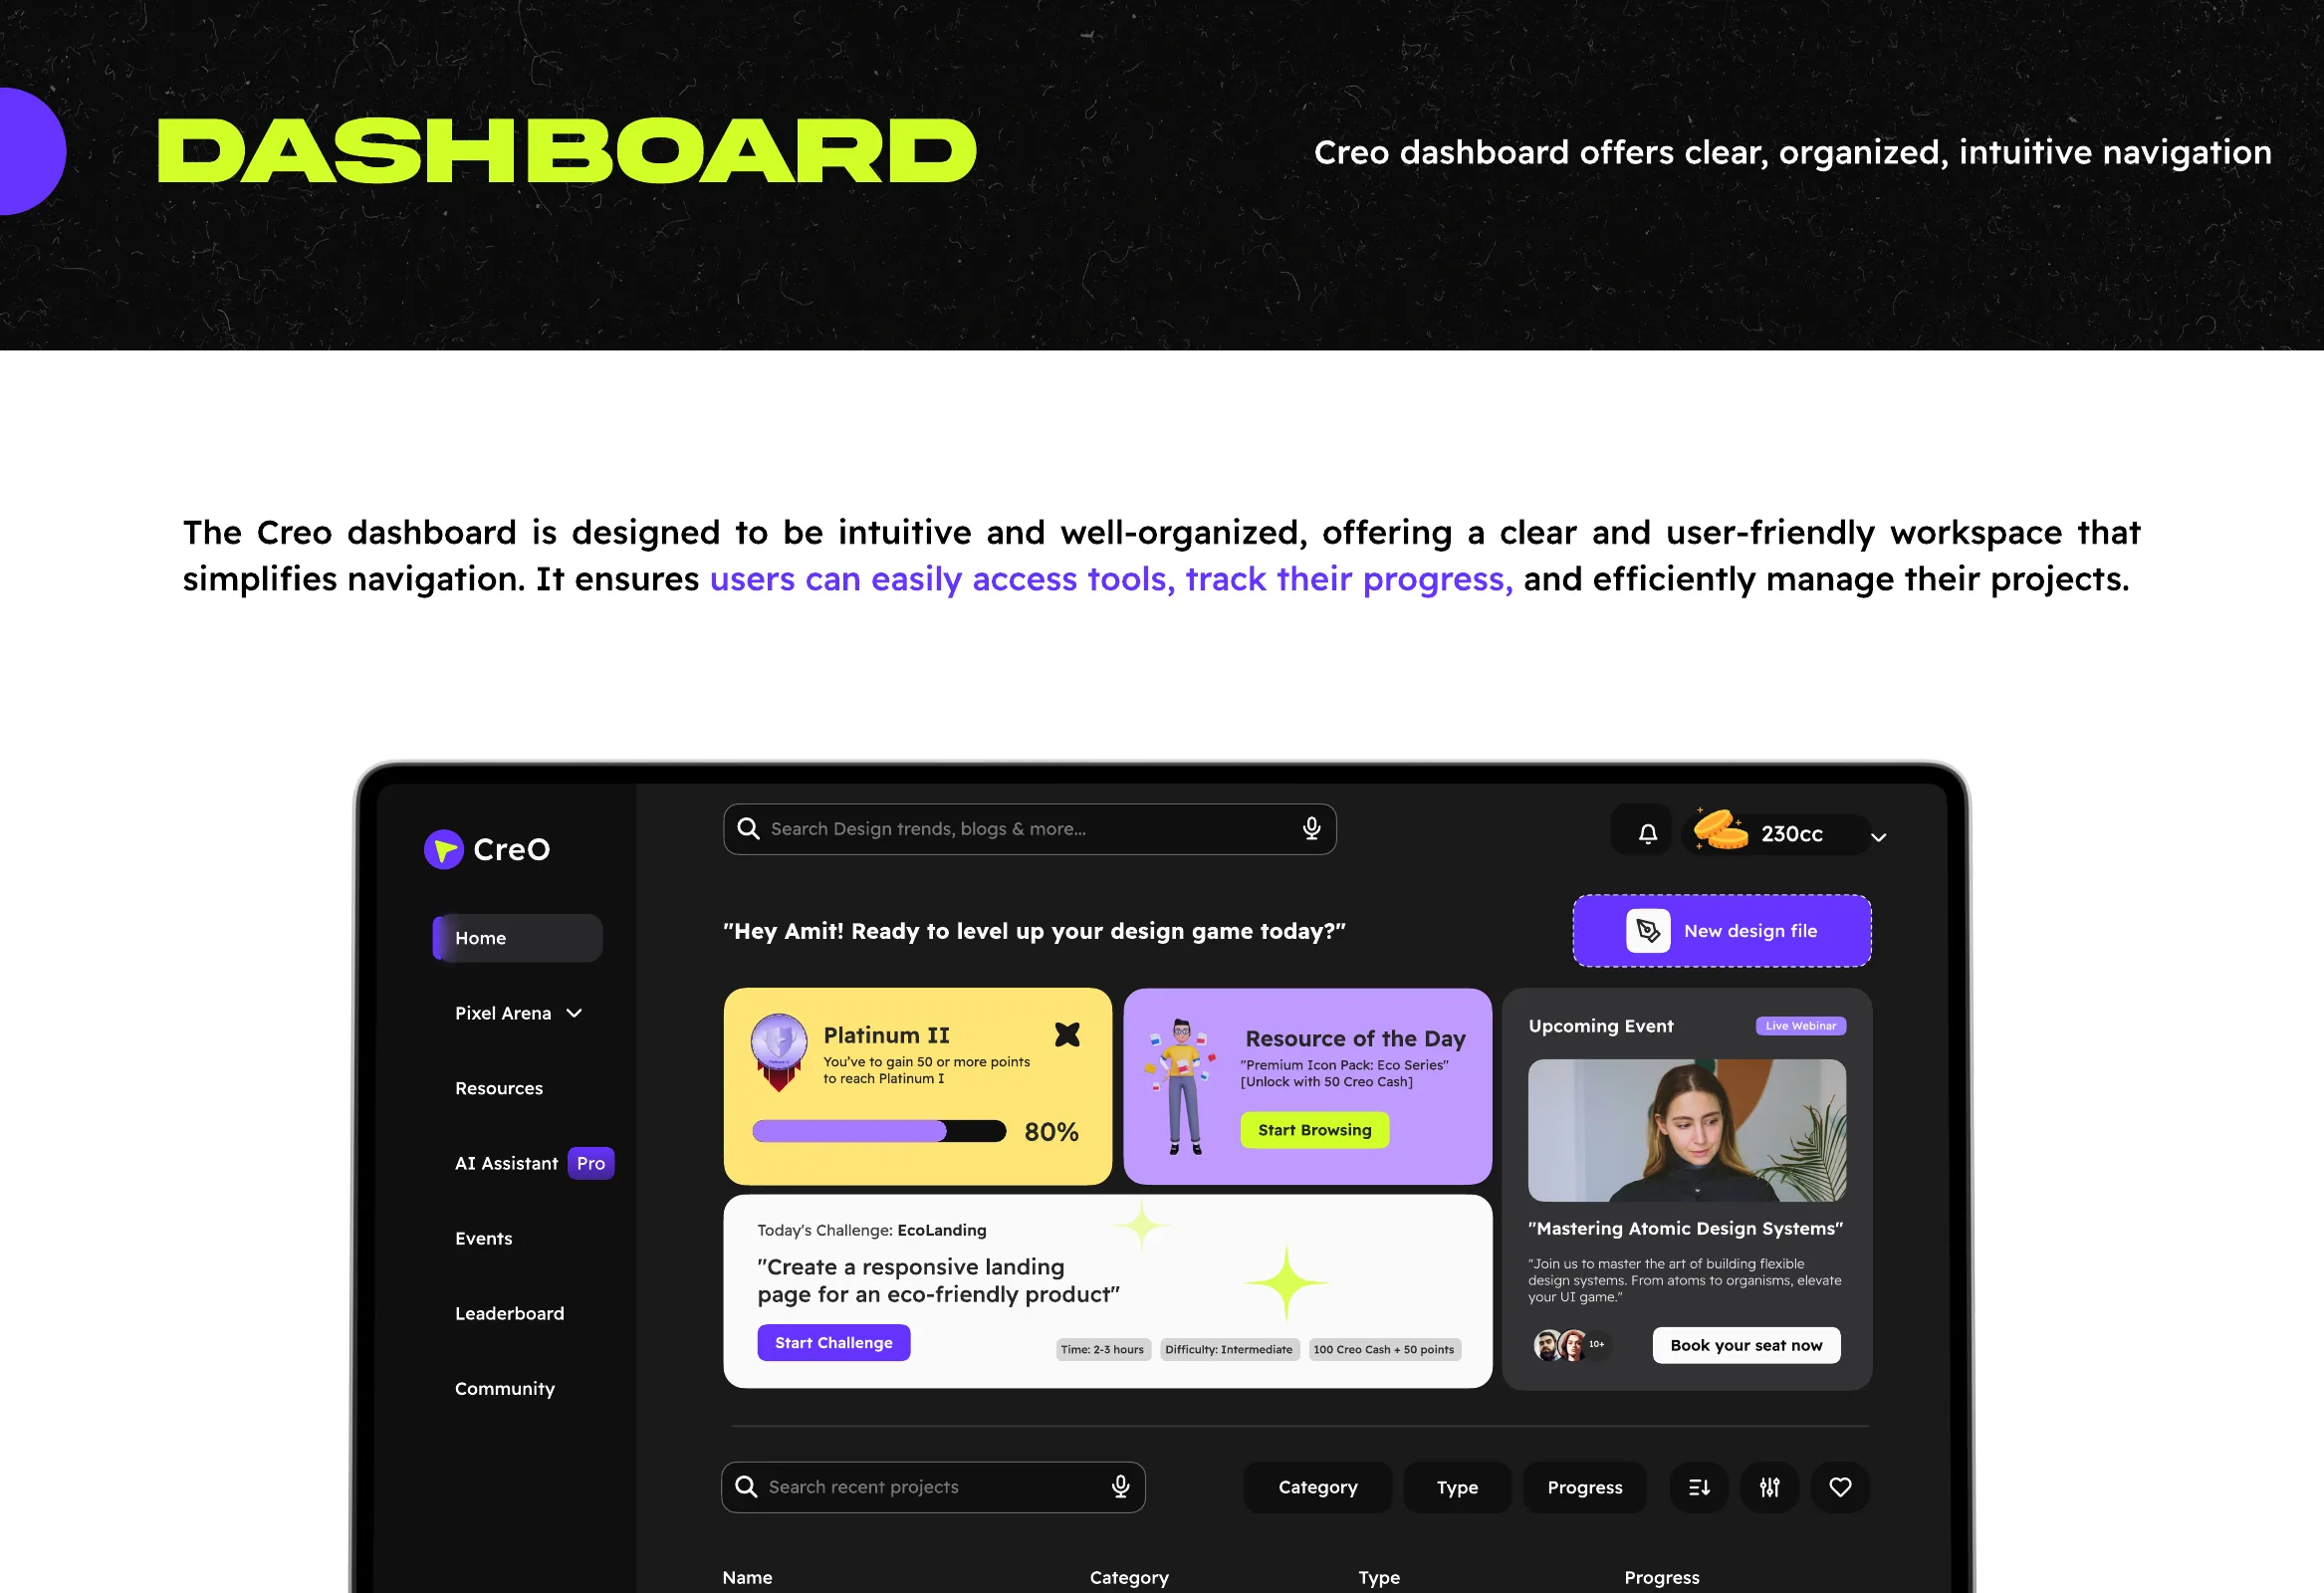 DASHBOARD
Creo dashboard offers clear, organized, intuitive navigation
The Creo dashboard is designed to be intuitive and well-organized, offering a clear and user-friendly workspace that
simplifies navigation. It ensures users can easily access tools, track their progress, and efficiently manage their projects.
CreO
Home
Pixel Arena
Resources
AI Assistant Pro
Events
Leaderboard
Community
Search Design trends, blogs & more...
230cc
"Hey Amit! Ready to level up your design game today?"
New design file
Platinum II
You've to gain 50 or more points
to reach Platinum I
80%
Resource of the Day
"Premium Icon Pack: Eco Series"
[Unlock with 50 Creo Cash]
Start Browsing
Upcoming Event
Live Webinar
"Mastering Atomic Design Systems"
"Join us to master the art of building flexible
design systems. From atoms to organisms, elevate
your UI game."
10+
Book your seat now
Today's Challenge: EcoLanding
"Create a responsive landing
page for an eco-friendly product"
Start Challenge
Time: 2-3 hours
Difficulty: Intermediate
100 Creo Cash + 50 points
Search recent projects
Category
Type
Progress
Name
Category
Type
Progress